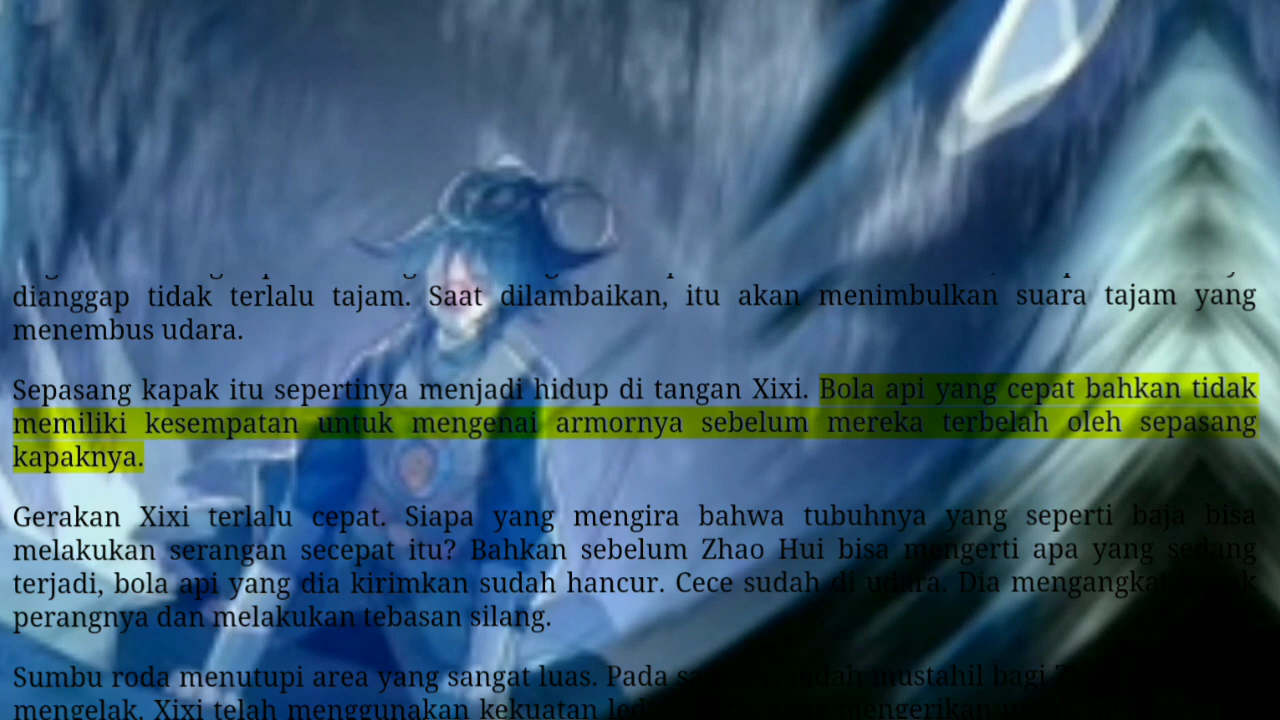 dianggap tidak terlalu tajam. Saat dilambaikan, itu akan menimbulkan suara tajam yang
menembus udara.
Sepasang kapak itu sepertinya menjadi hidup di tangan Xixi. Bola api yang cepat bahkan tidak
memiliki kesempatan untuk mengenai armornya sebelum mereka terbelah oleh sepasang
kapaknya.
Gerakan Xixi terlalu cepat. Siapa yang mengira bahwa tubuhnya yang seperti baja bisa
melakukan serangan secepat itu? Bahkan sebelum Zhao Hui bisa mengerti apa yang sedang
terjadi, bola api yang dia kirimkan sudah hancur. Cece sudah di udara. Dia mengangkat
perangnya dan melakukan tebasan silang.
Sumbu roda menutupi area yang sangat luas. Pada mustahil bagi
mengelak. Xixi telah menggunakan kekuatan mengerikan